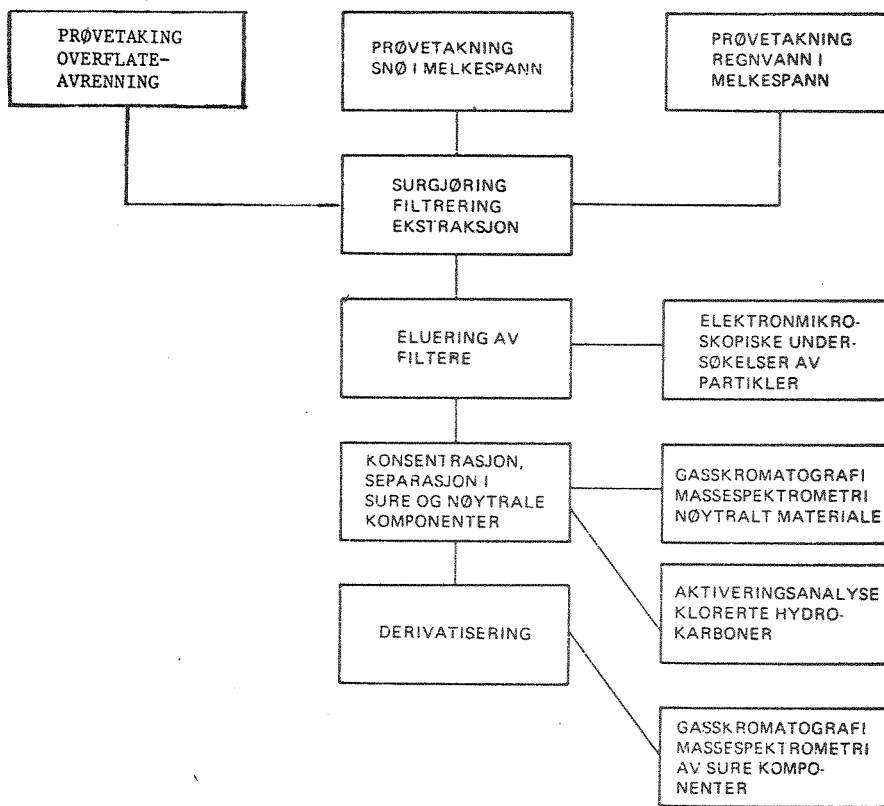 PRØVETAKING
OVERFLATE-
AVRENNING
PRØVETAKNING
SNØ I MELKESPANN
PRØVETAKNING
REGNVANN I
MELKESPANN
SURGJØRING
FILTRERING
EKSTRAKSJON
ELUERING AV
FILTERE
ELEKTRONMIKRO-
SKOPISKE UNDER-
SØKELSER AV
PARTIKLER
KONSENTRASJON,
SEPARASJON I
SURE OG NØYTRALE
KOMPONENTER
GASSKROMATOGRAFI
MASSESPEKTROMETRI
NØYTRALT MATERIALE
AKTIVERINGSANALYSE
KLORERTE HYDRO-
KARBONER
DERIVATISERING
GASSKROMATOGRAFI
MASSESPEKTROMETRI
AV SURE KOMPO-
NENTER